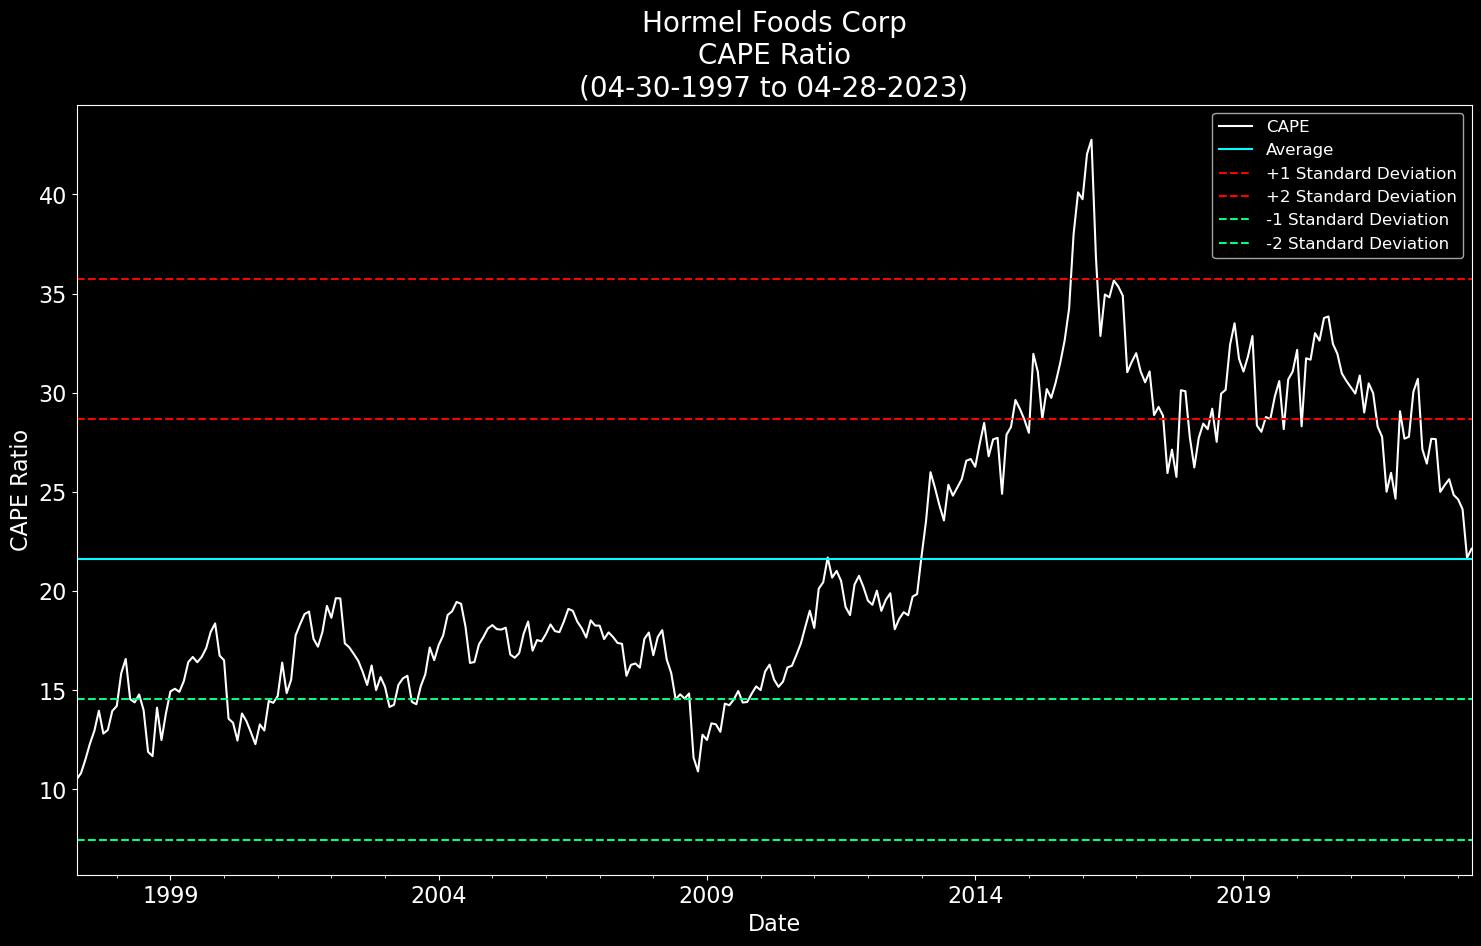 Hormel Foods Corp
CAPE Ratio
(04-30-1997 to 04-28-2023)
CAPE
Average
+1 Standard Deviation
+2 Standard Deviation
-1 Standard Deviation
-2 Standard Deviation
CAPE Ratio
40
35
30
25
20
15
10
1999
2004
2009
2014
2019
Date